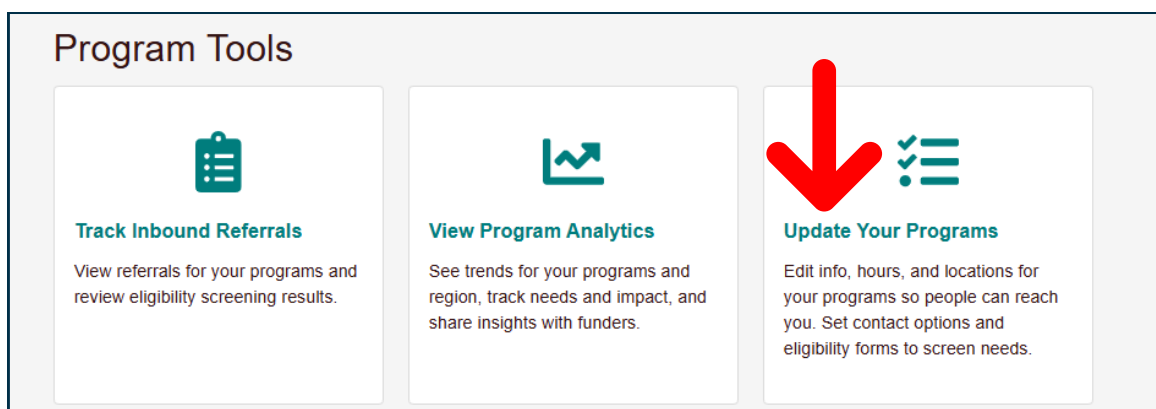 Program Tools
Track Inbound Referrals
View referrals for your programs and
review eligibility screening results.
View Program Analytics
See trends for your programs and
region, track needs and impact, and
share insights with funders.
Update Your Programs
Edit info, hours, and locations for
your programs so people can reach
you. Set contact options and
eligibility forms to screen needs.